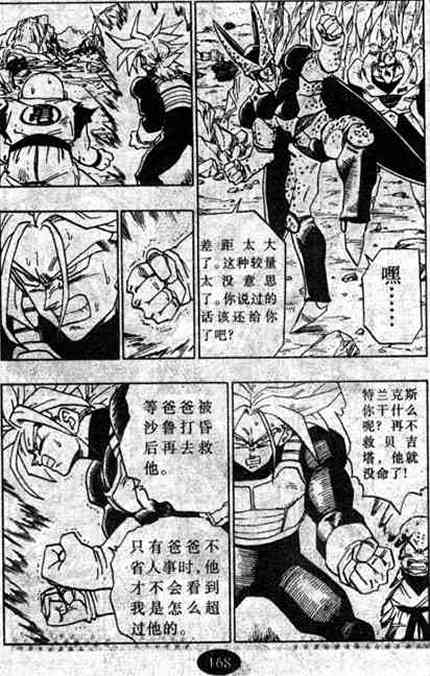 嘿
……
差距太大
了。这种较量
太没意思
了。你说过的
话该还给你
了吧?
特兰克斯
你干什么
呢?再不
救贝吉
塔,他就
没命了!
等爸爸被
沙鲁打昏
后再去救
他。
只有爸爸不
省人事时,他
才不会看到
我是怎么超
过他的。
168